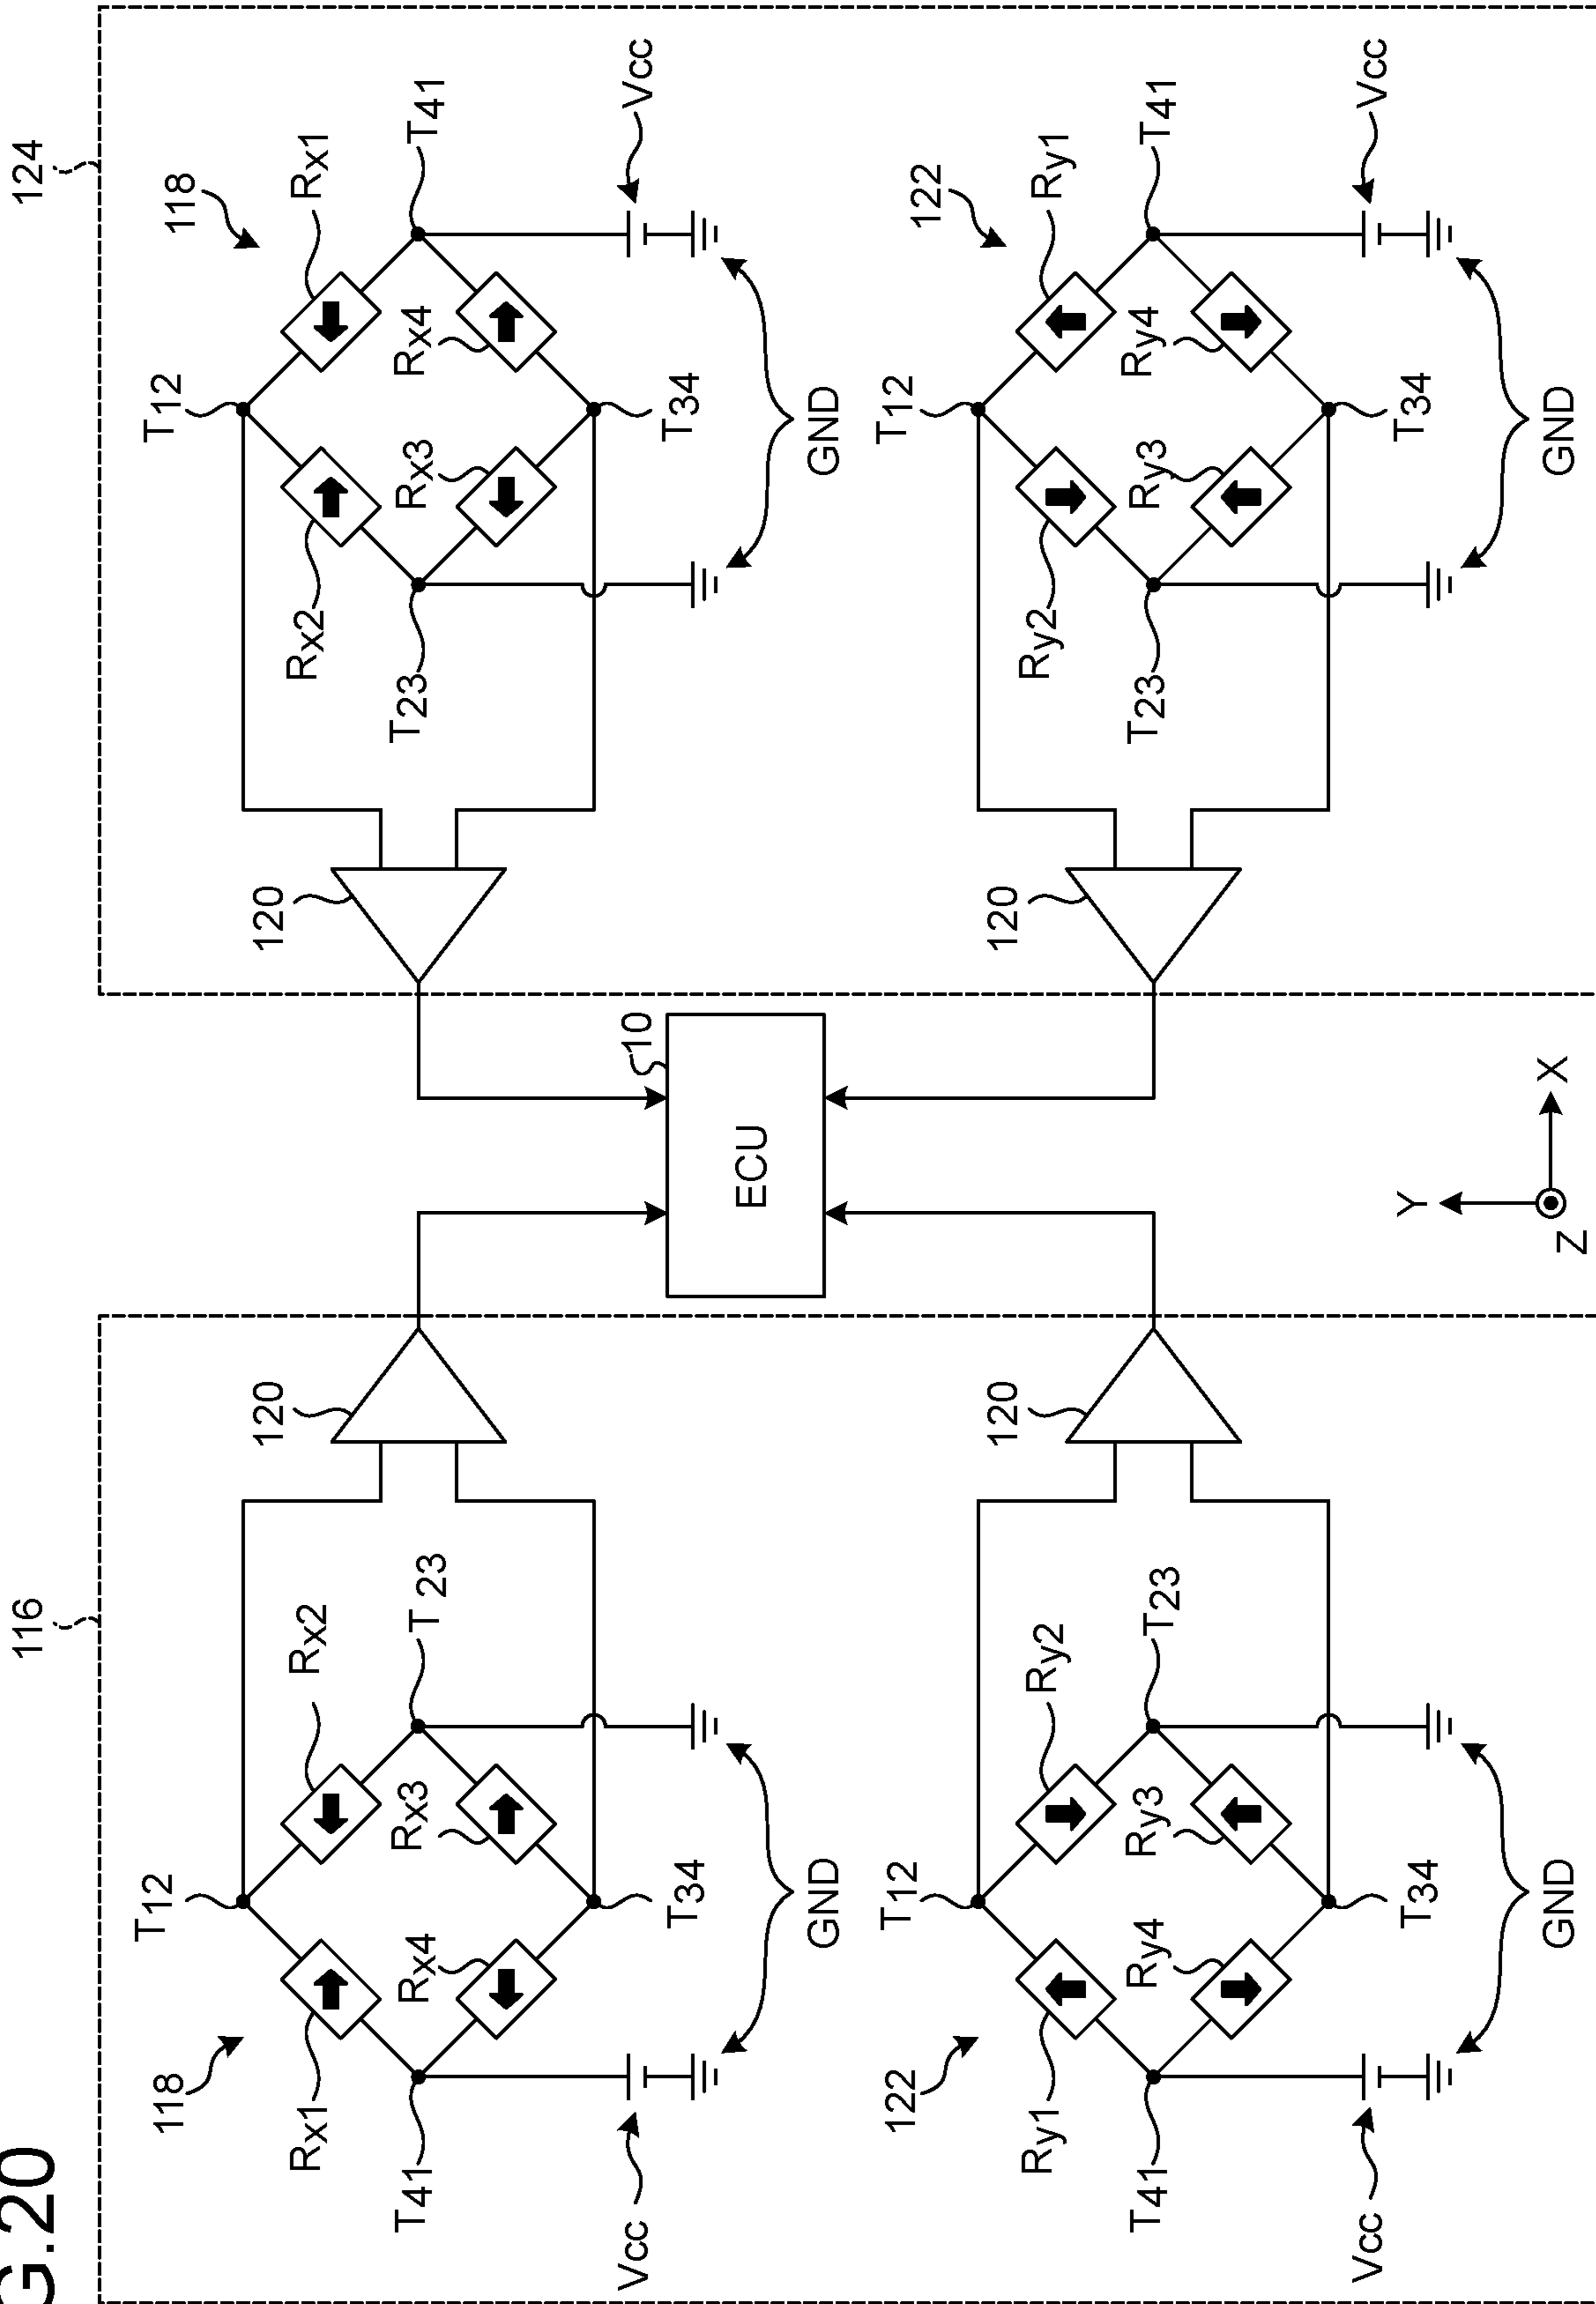 G.20
116
118
T12
120
Rx1
Rx2
Rx4
Rx3
T41
T23
Vcc
T34
GND
122
T12
120
Ry1
Ry2
Ry4
Ry3
T41
T23
Vcc
T34
GND
10
ECU
Y
X
Z
124
120
T12
118
Rx2
Rx1
Rx3
Rx4
T23
T41
T34
Vcc
GND
120
T12
122
Ry2
Ry1
Ry3
Ry4
T23
T41
T34
Vcc
GND